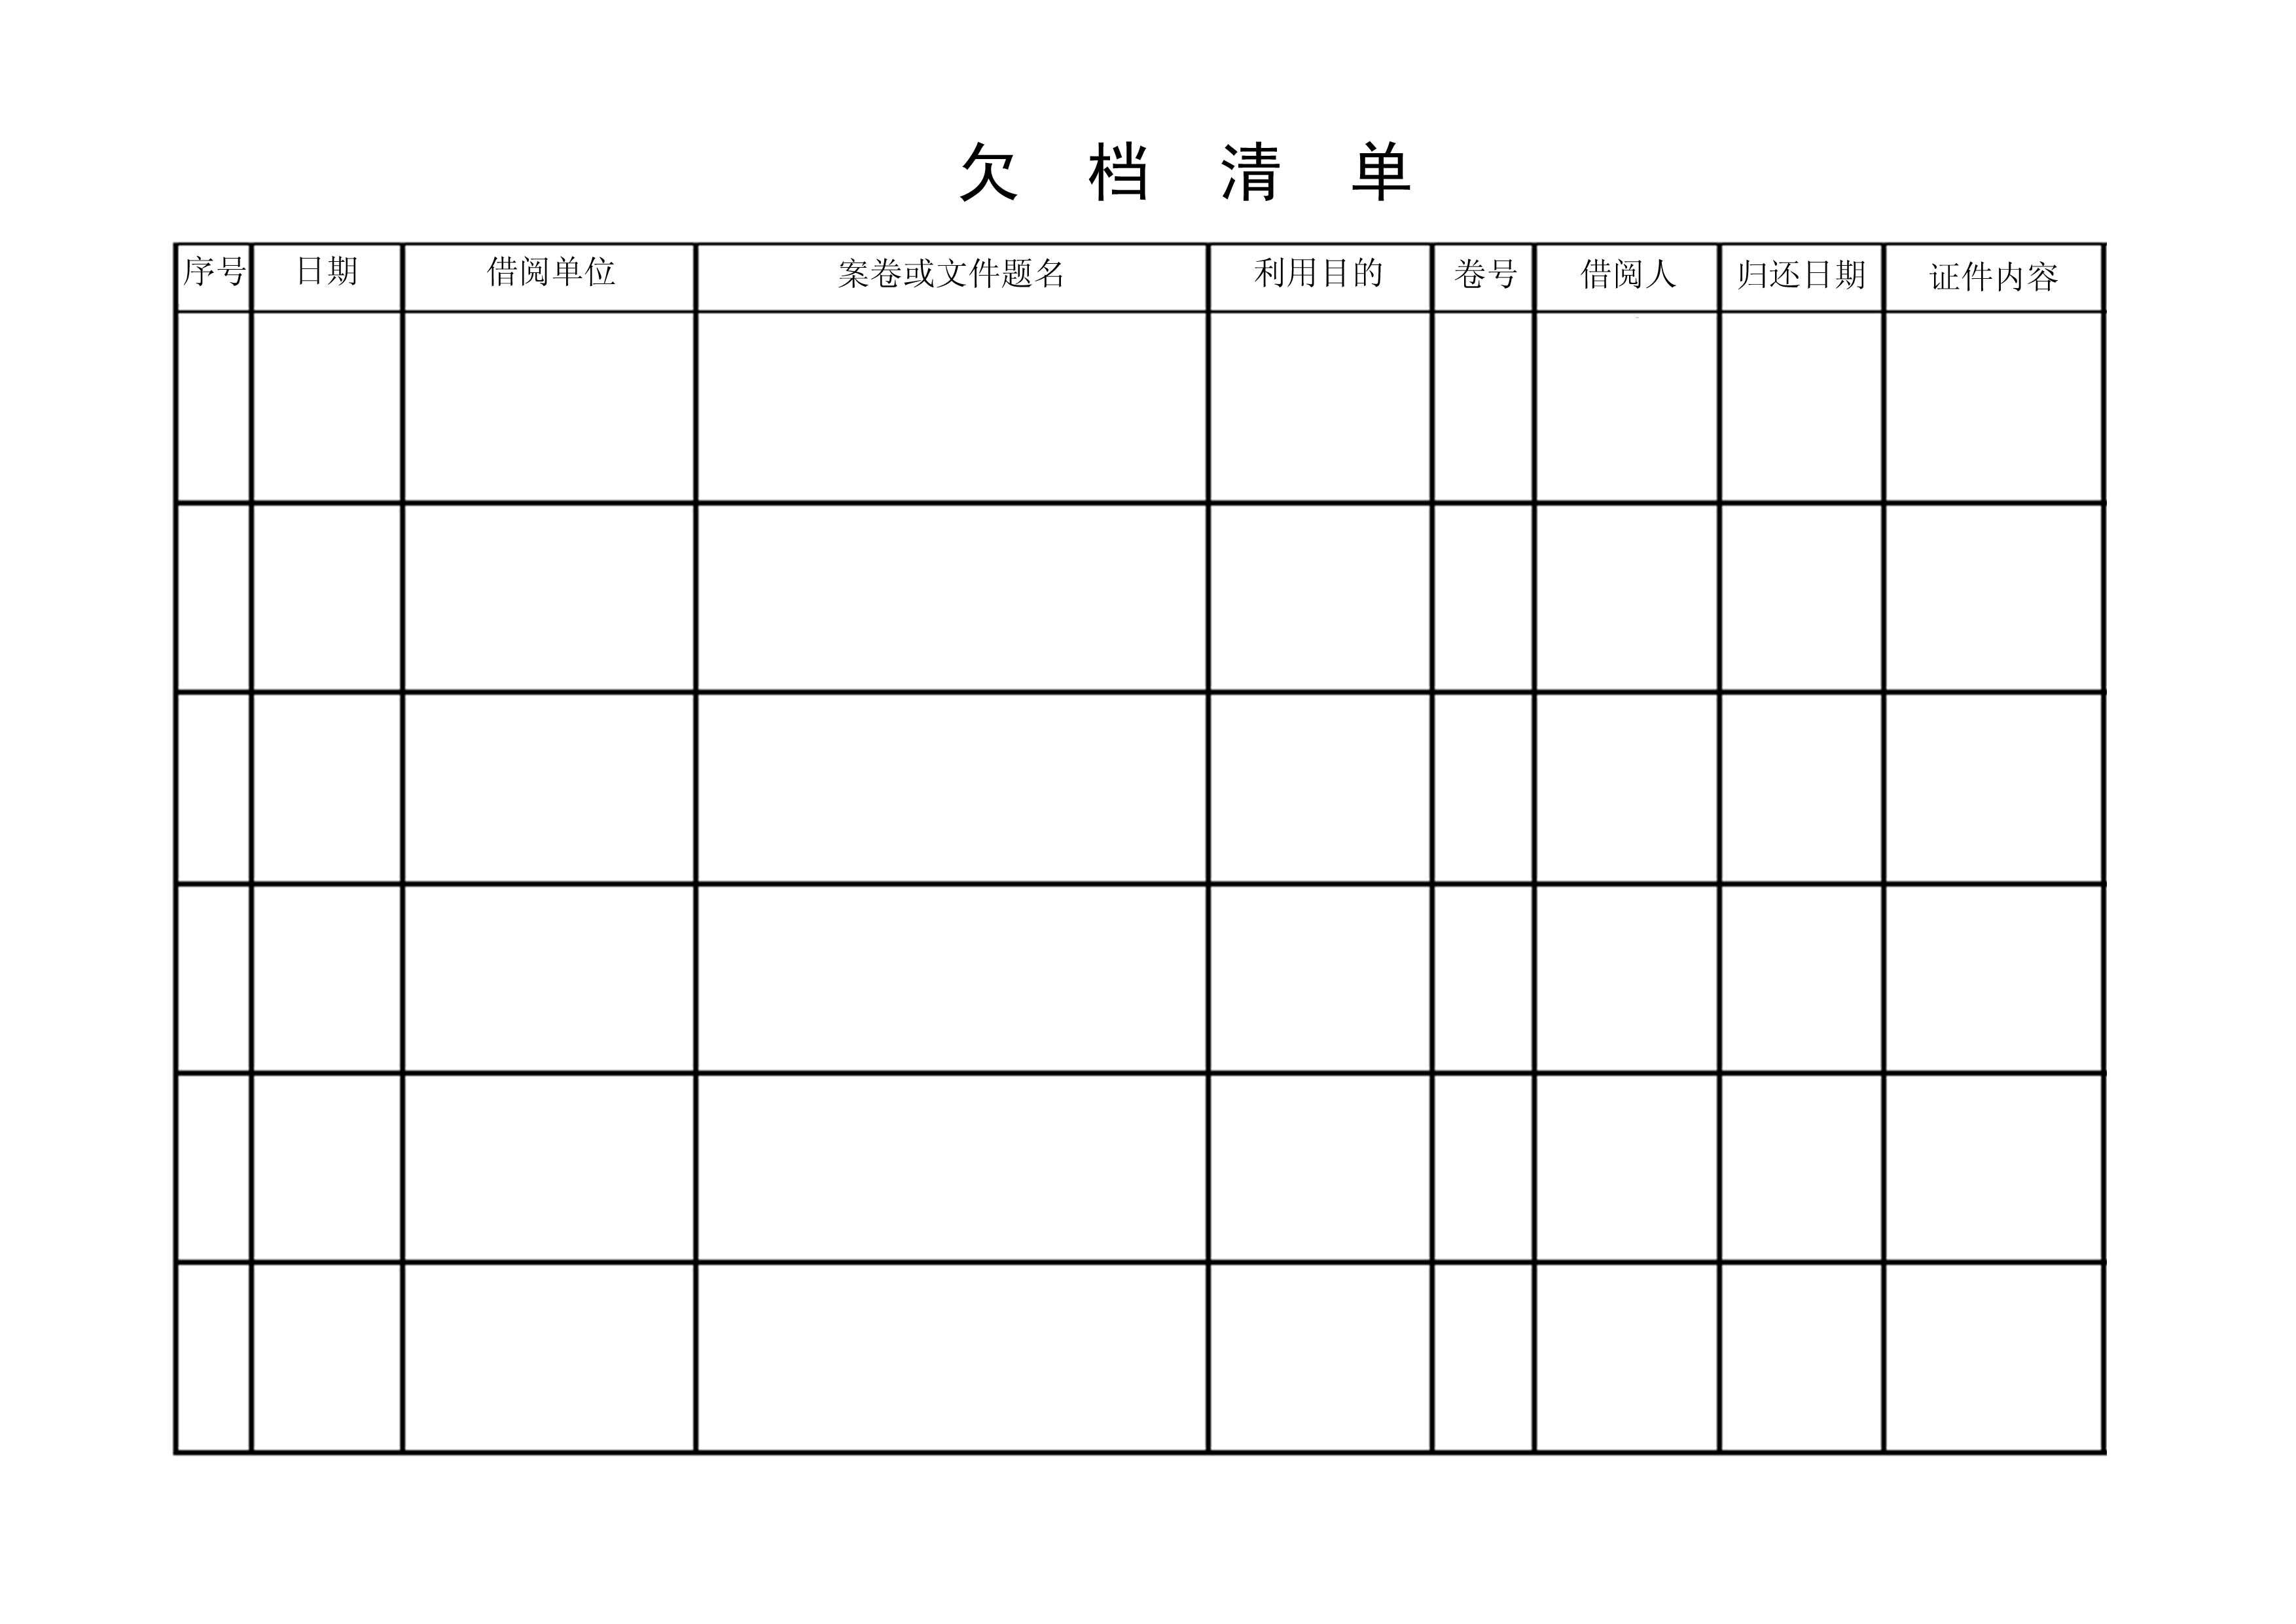 欠档清单
序号 日期 借阅单位 案卷或文件题名 利用目的 卷号 借阅人 归还日期 证件内容